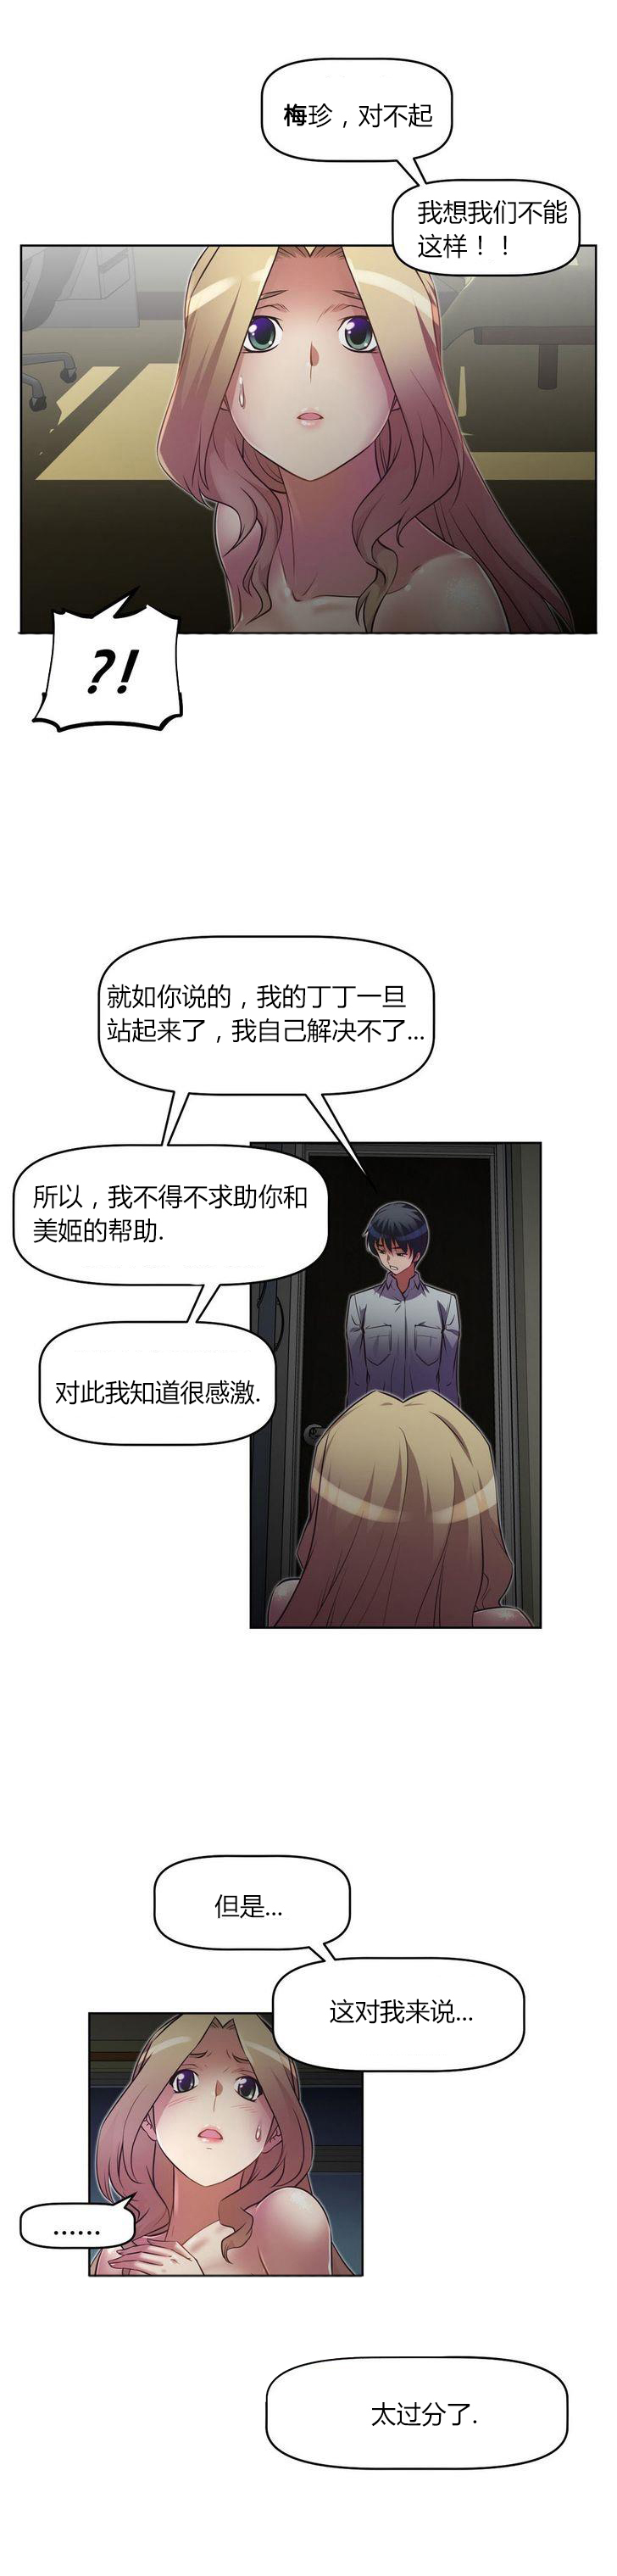 梅珍，对不起
我想我们不能
这样！！
?!
就如你说的，我的丁丁一旦
站起来了，我自己解决不了...
所以，我不得不求助你和
美姬的帮助.
对此我知道很感激.
但是...
这对我来说...
......
太过分了.